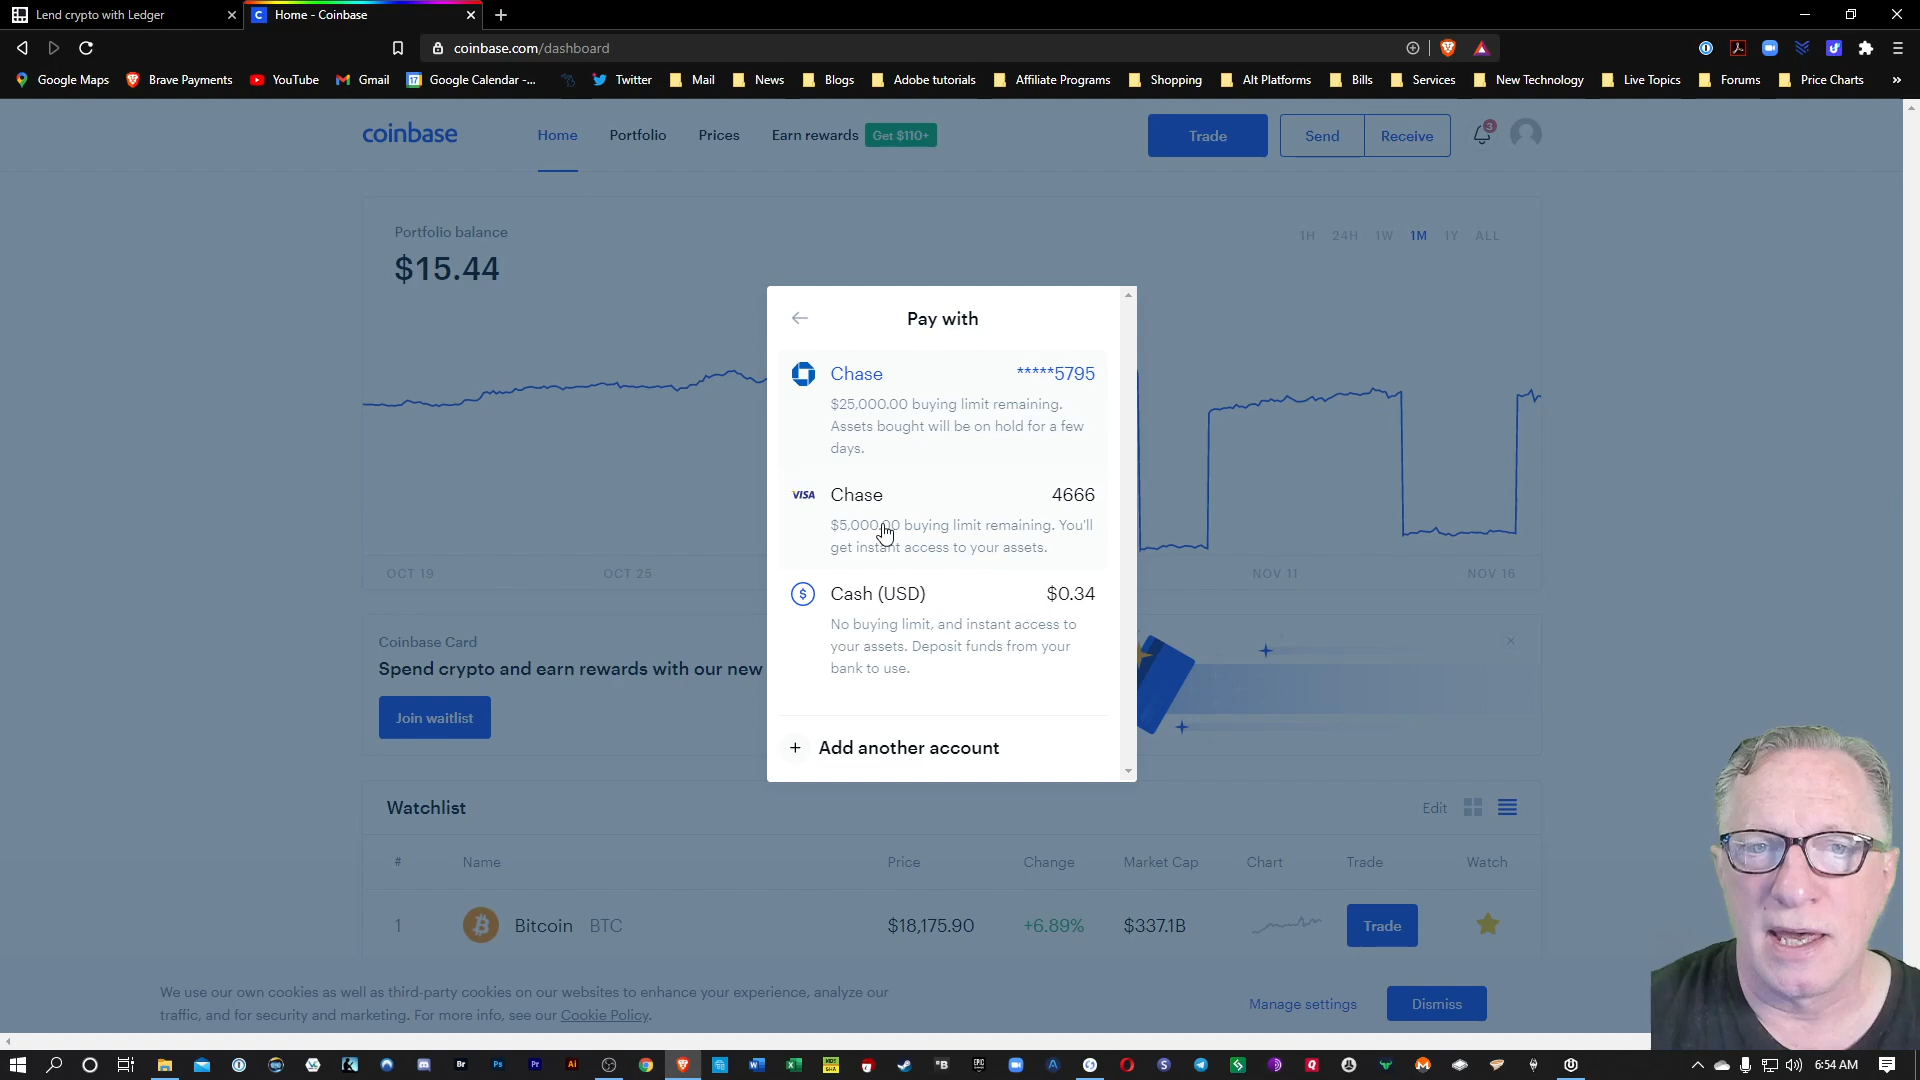 Lend crypto with Ledger
Home - Coinbase
coinbase.com/dashboard
Google Maps
Brave Payments
YouTube
Gmail
Google Calendar -...
Twitter
Mail
News
Blogs
Adobe tutorials
Affiliate Programs
Shopping
Alt Platforms
Bills
Services
New Technology
Live Topics
Forums
Price Charts
coinbase
Home
Portfolio
Prices
Earn rewards
Get $110+
Trade
Send
Receive
3
Portfolio balance
$15.44
1H 24H 1W 1M 1Y ALL
Pay with
Chase *****5795
$25,000.00 buying limit remaining.
Assets bought will be on hold for a few
days.
VISA Chase 4666
$5,000.00 buying limit remaining. You'll
get instant access to your assets.
Cash (USD) $0.34
No buying limit, and instant access to
your assets. Deposit funds from your
bank to use.
+ Add another account
OCT 19 OCT 25 NOV 11 NOV 16
Coinbase Card
Spend crypto and earn rewards with our new
Join waitlist
Watchlist
Edit
# Name Price Change Market Cap Chart Trade Watch
1 Bitcoin BTC $18,175.90 +6.89% $337.1B Trade
We use our own cookies as well as third-party cookies on our websites to enhance your experience, analyze our
traffic, and for security and marketing. For more info, see our Cookie Policy.
Manage settings
Dismiss
6:54 AM